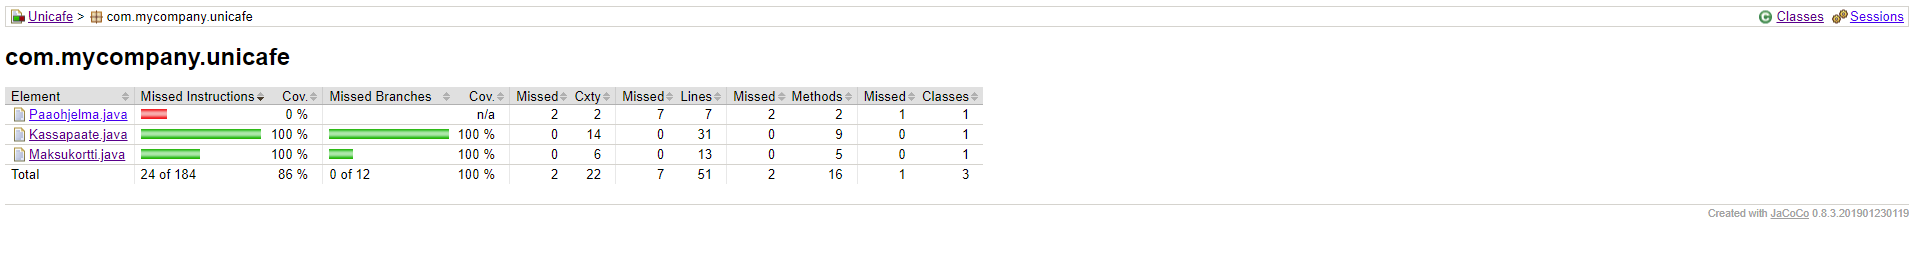 Unicafe > com.mycompany.unicafe Classes Sessions
com.mycompany.unicafe
Element Missed Instructions Cov. Missed Branches Cov. Missed Cxty Missed Lines Missed Methods Missed Classes
Paaohjelma.java 0 % n/a 2 2 7 7 2 2 1 1
Kassapaate.java 100 % 100 % 0 14 0 31 0 9 0 1
Maksukortti.java 100 % 100 % 0 6 0 13 0 5 0 1
Total 24 of 184 86 % 0 of 12 100 % 2 22 7 51 2 16 1 3
Created with JaCoCo 0.8.3.201901230119